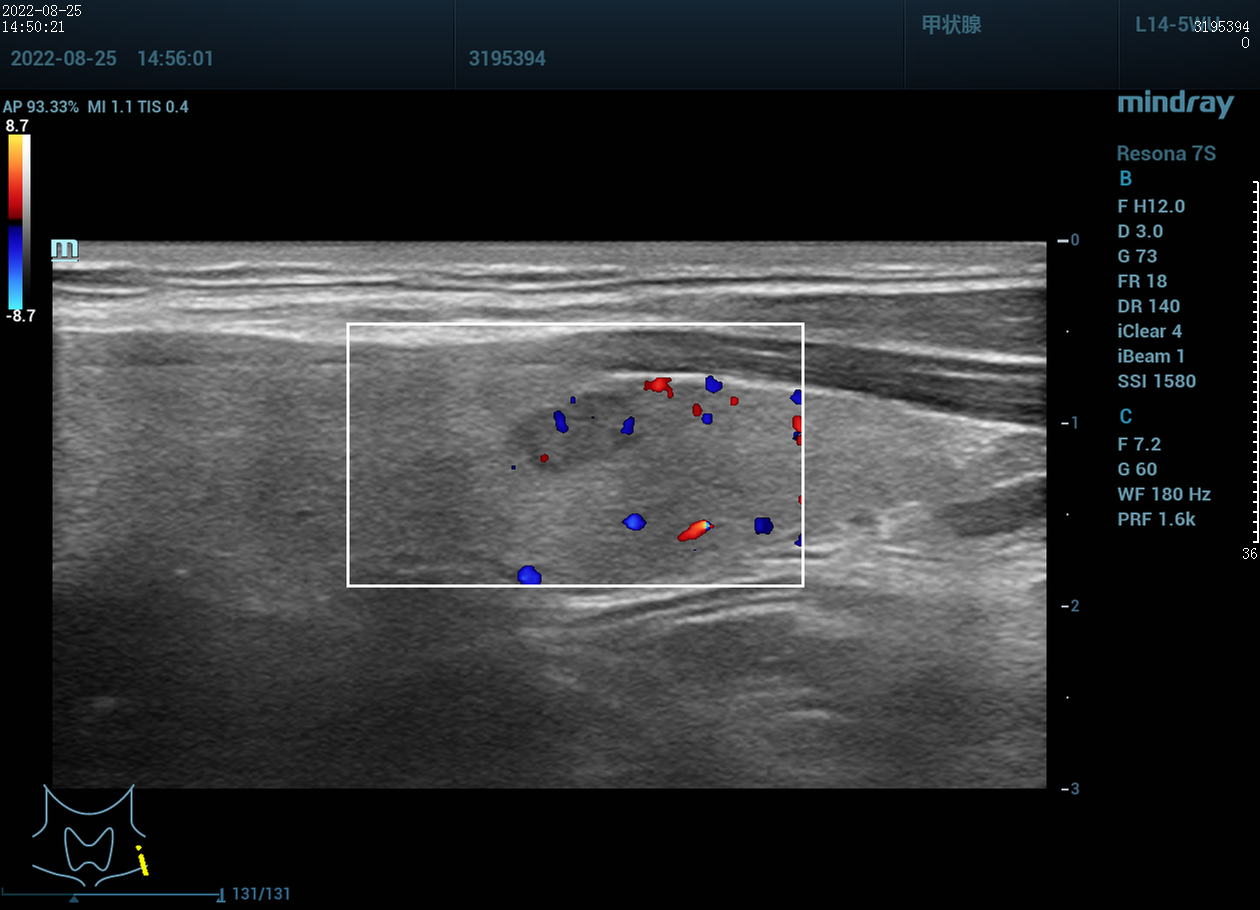 2022-08-25
14:50:21
2022-08-25 14:56:01
3195394
甲状腺
L14-5WU
3195394
0
AP 93.33% MI 1.1 TIS 0.4
8.7
-8.7
m
mindray
Resona 7S
B
F H12.0
D 3.0
G 73
FR 18
DR 140
iClear 4
iBeam 1
SSI 1580
C
F 7.2
G 60
WF 180 Hz
PRF 1.6k
0
1
2
3
36
131/131